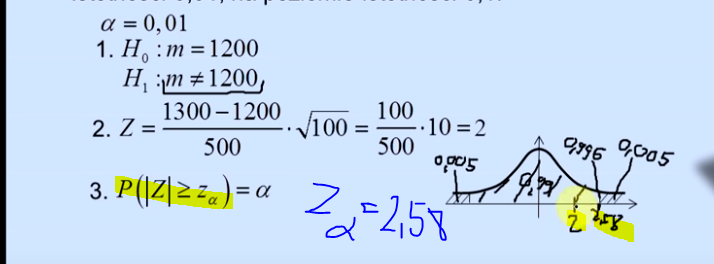 α = 0,01
1. H₀ : m = 1200
H₁ : m ≠ 1200,
2. Z = (1300 − 1200)/500 · √100 = 100/500 · 10 = 2
3. P(|Z| ≥ z_α) = α
Z_α = 2,58
0,005
0,99
0,995
0,005
2
2,58